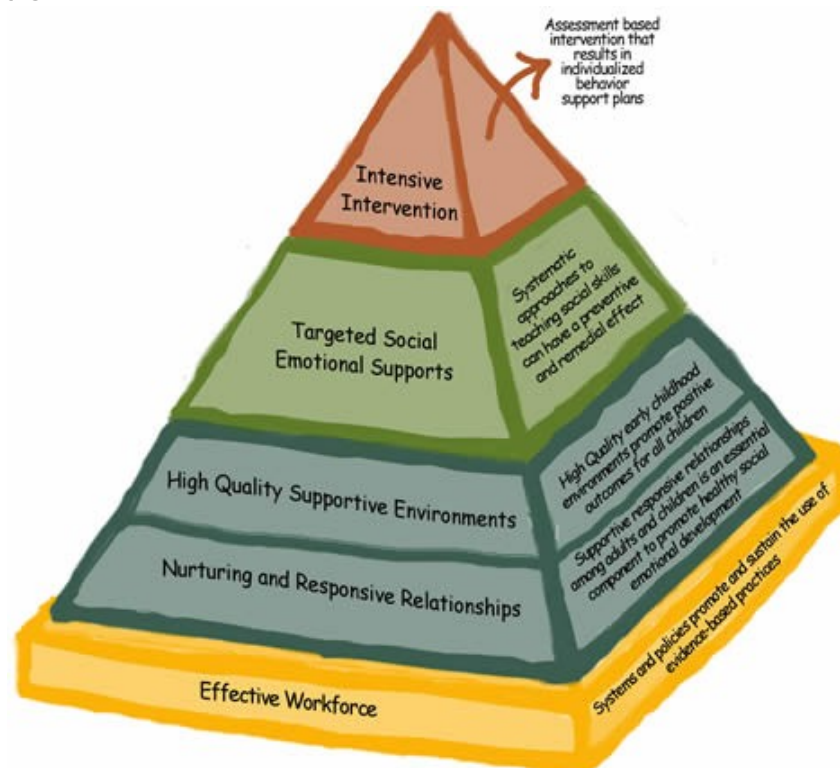 Assessment based
intervention that
results in
individualized
behavior
support plans
Intensive
Intervention
Systematic
approaches to
teaching social skills
can have a preventive
and remedial effect
Targeted Social
Emotional Supports
High Quality early childhood
environments promote positive
outcomes for all children
High Quality Supportive Environments
Supportive responsive relationships
among adults and children is an essential
component to promote healthy social
emotional development
Nurturing and Responsive Relationships
Systems and policies promote and sustain the use of
evidence-based practices
Effective Workforce